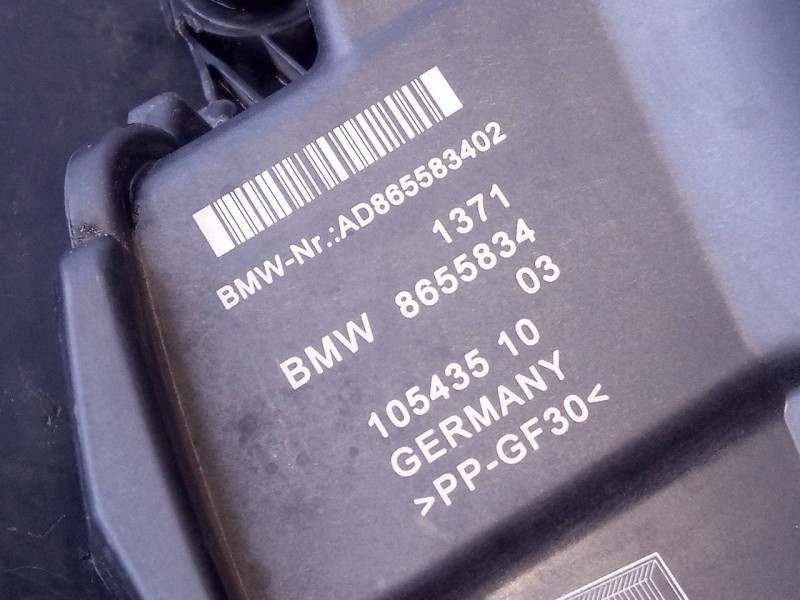 BMW-Nr.:AD865583402
1371
BMW 8655834
03
105435 10
GERMANY
>PP-GF30<